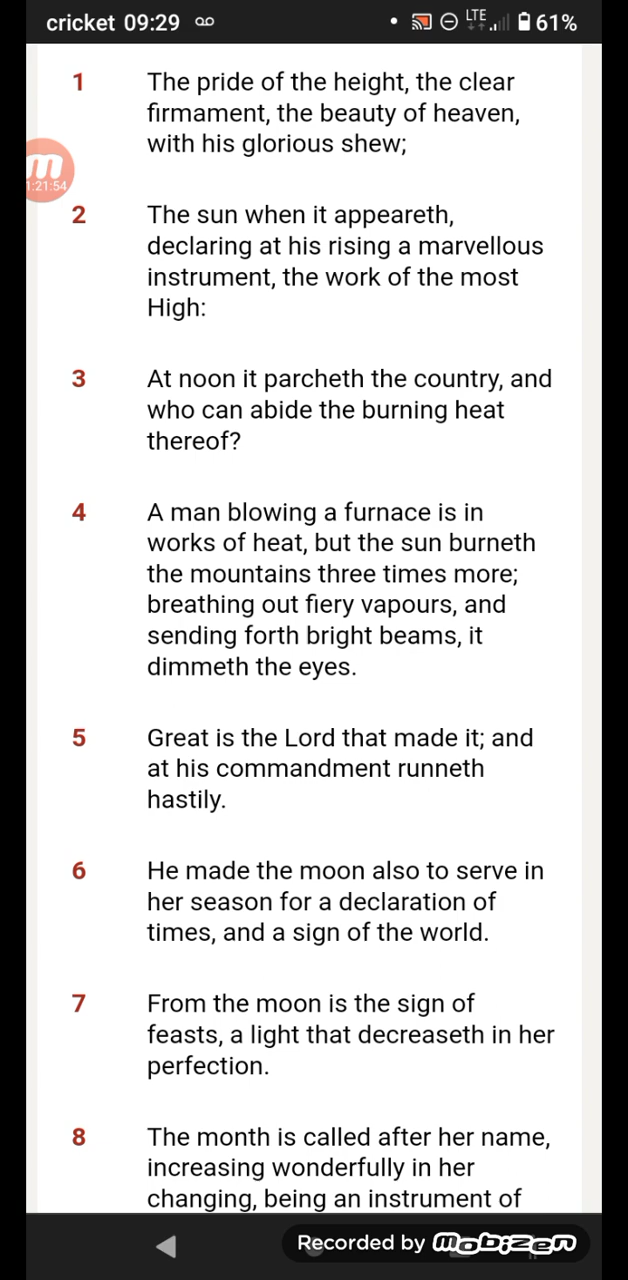 cricket 09:29
LTE
61%
1 The pride of the height, the clear
firmament, the beauty of heaven,
with his glorious shew;
m
1:21:54
2 The sun when it appeareth,
declaring at his rising a marvellous
instrument, the work of the most
High:
3 At noon it parcheth the country, and
who can abide the burning heat
thereof?
4 A man blowing a furnace is in
works of heat, but the sun burneth
the mountains three times more;
breathing out fiery vapours, and
sending forth bright beams, it
dimmeth the eyes.
5 Great is the Lord that made it; and
at his commandment runneth
hastily.
6 He made the moon also to serve in
her season for a declaration of
times, and a sign of the world.
7 From the moon is the sign of
feasts, a light that decreaseth in her
perfection.
8 The month is called after her name,
increasing wonderfully in her
changing, being an instrument of
Recorded by mobizen